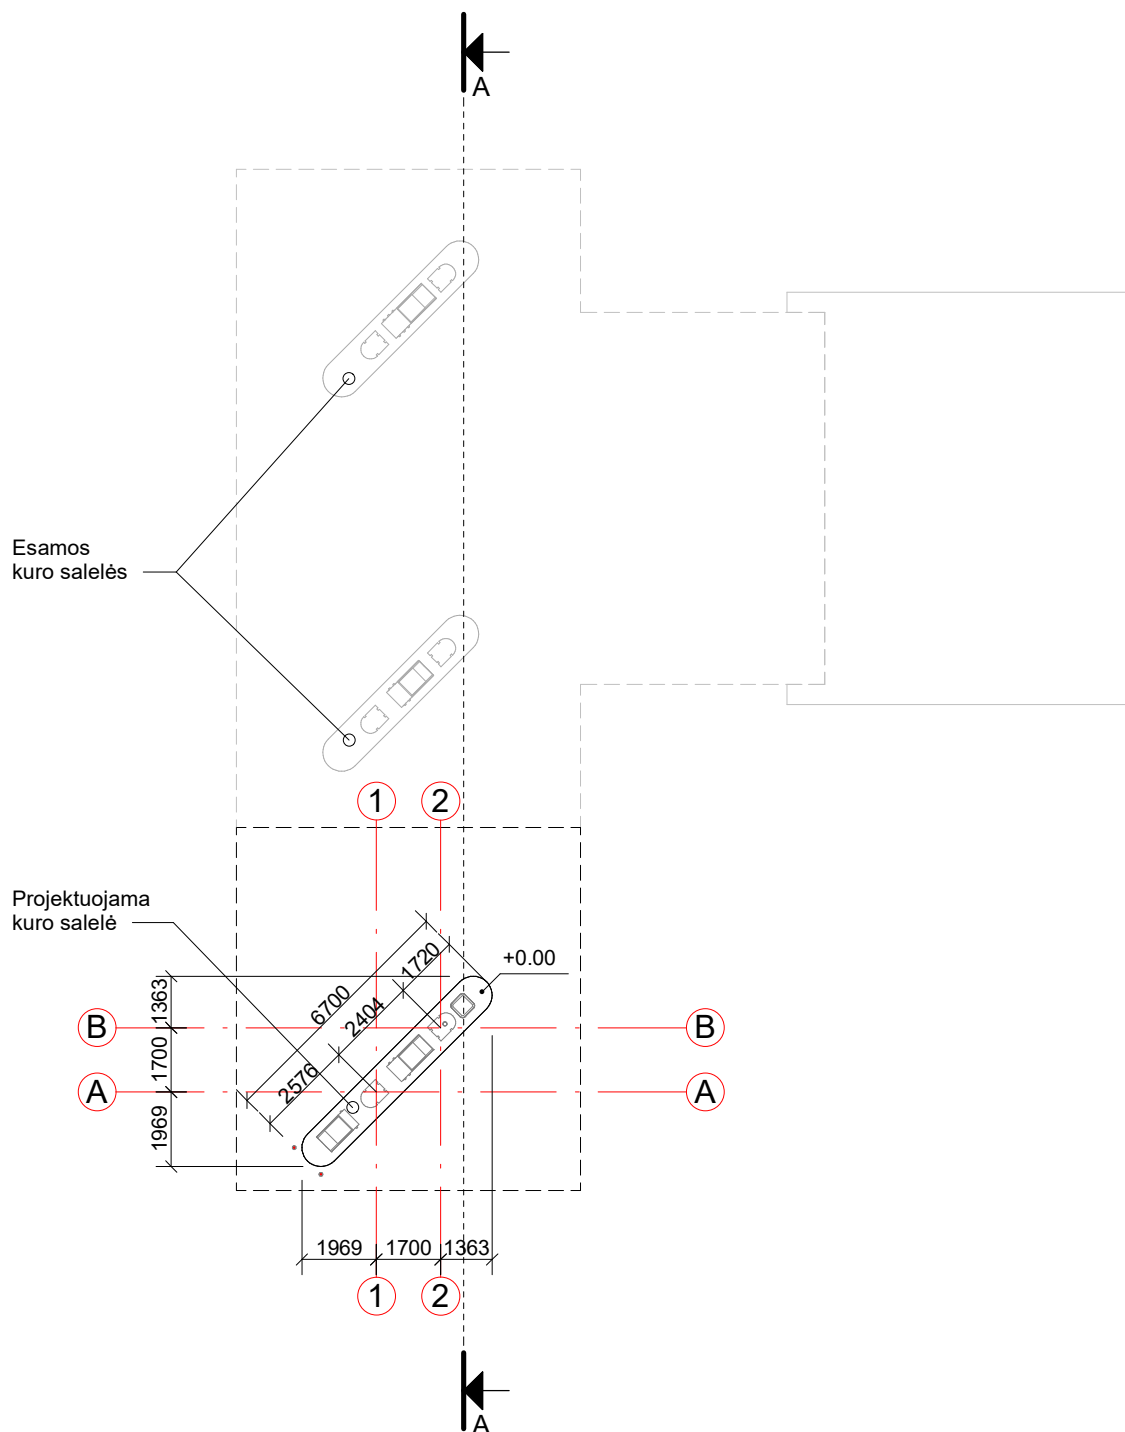 A
Esamos
kuro salelės
1
2
Projektuojama
kuro salelė
+0.00
1720
6700
2404
2576
1363
1700
1969
B
B
A
A
1969
1700
1363
1
2
A